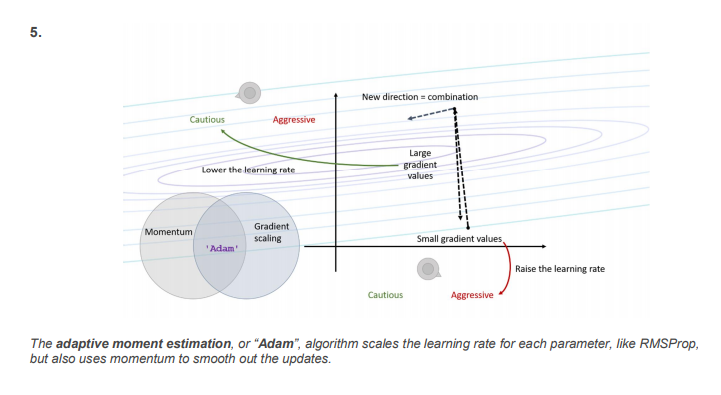 5.
New direction = combination
Cautious
Aggressive
Large
gradient
values
Lower the learning rate
Momentum
Gradient
scaling
'Adam'
Small gradient values
Raise the learning rate
Cautious
Aggressive
The adaptive moment estimation, or “Adam”, algorithm scales the learning rate for each parameter, like RMSProp,
but also uses momentum to smooth out the updates.